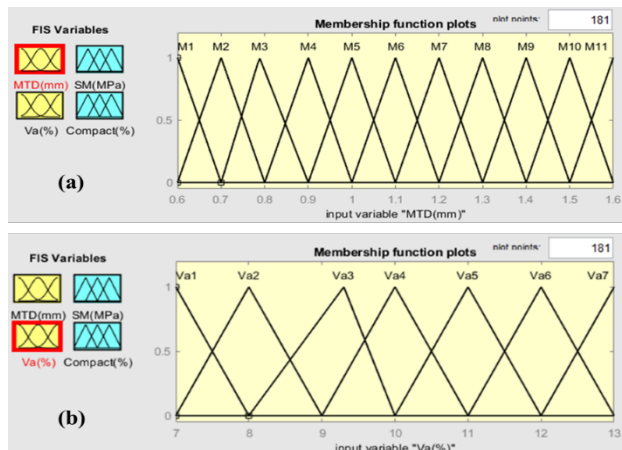 Membership function plots
plot points: 181
FIS Variables
MTD(mm) SM(MPa)
Va(%) Compact(%)
(a)
M1 M2 M3 M4 M5 M6 M7 M8 M9 M10 M11
1
0.5
0
0.6 0.7 0.8 0.9 1 1.1 1.2 1.3 1.4 1.5 1.6
input variable "MTD(mm)"
Membership function plots
plot points: 181
FIS Variables
MTD(mm) SM(MPa)
Va(%) Compact(%)
(b)
Va1 Va2 Va3 Va4 Va5 Va6 Va7
1
0.5
0
7 8 9 10 11 12 13
input variable "Va(%)"